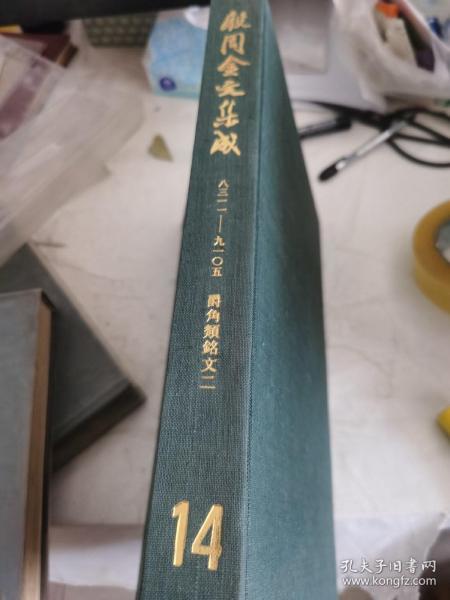 殷周金文集成
八三一一——九一〇五
爵角類銘文二
14
孔夫子旧书网
www.kongfz.com